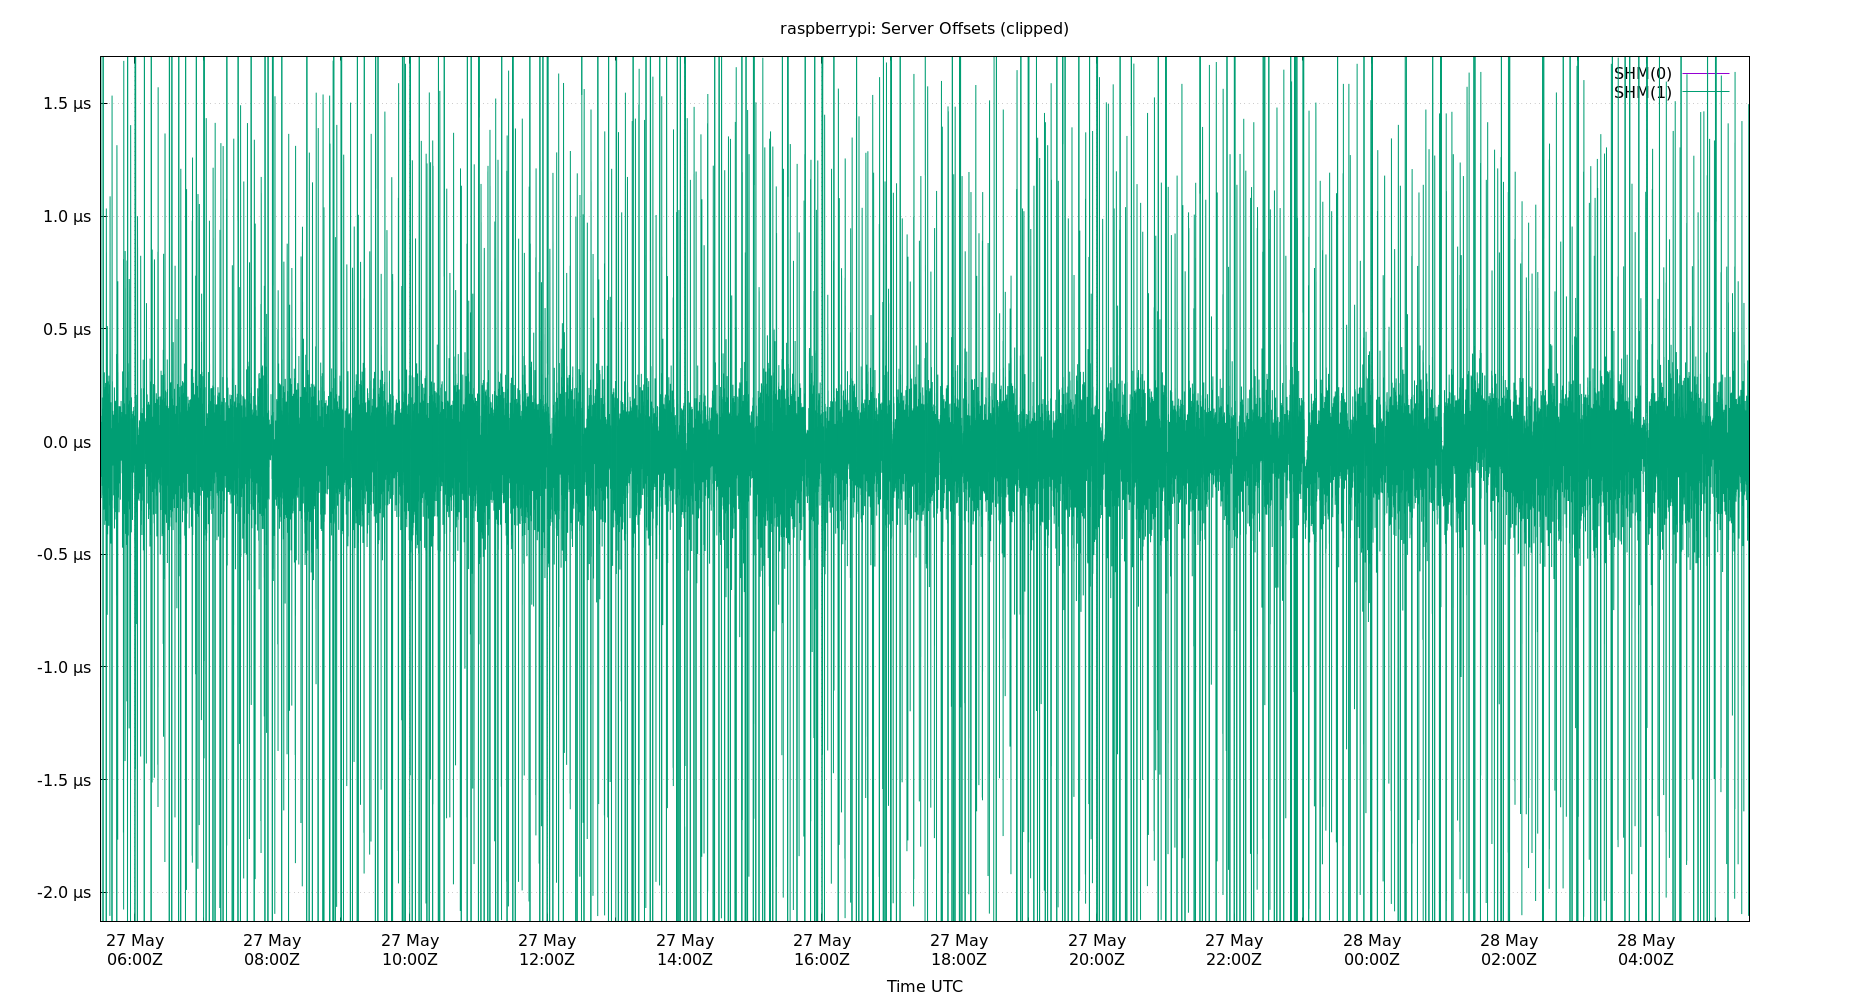 raspberrypi: Server Offsets (clipped)
SHM(0)
SHM(1)
1.5 µs
1.0 µs
0.5 µs
0.0 µs
-0.5 µs
-1.0 µs
-1.5 µs
-2.0 µs
27 May 27 May 27 May 27 May 27 May 27 May 27 May 27 May 27 May 28 May 28 May 28 May
06:00Z 08:00Z 10:00Z 12:00Z 14:00Z 16:00Z 18:00Z 20:00Z 22:00Z 00:00Z 02:00Z 04:00Z
Time UTC